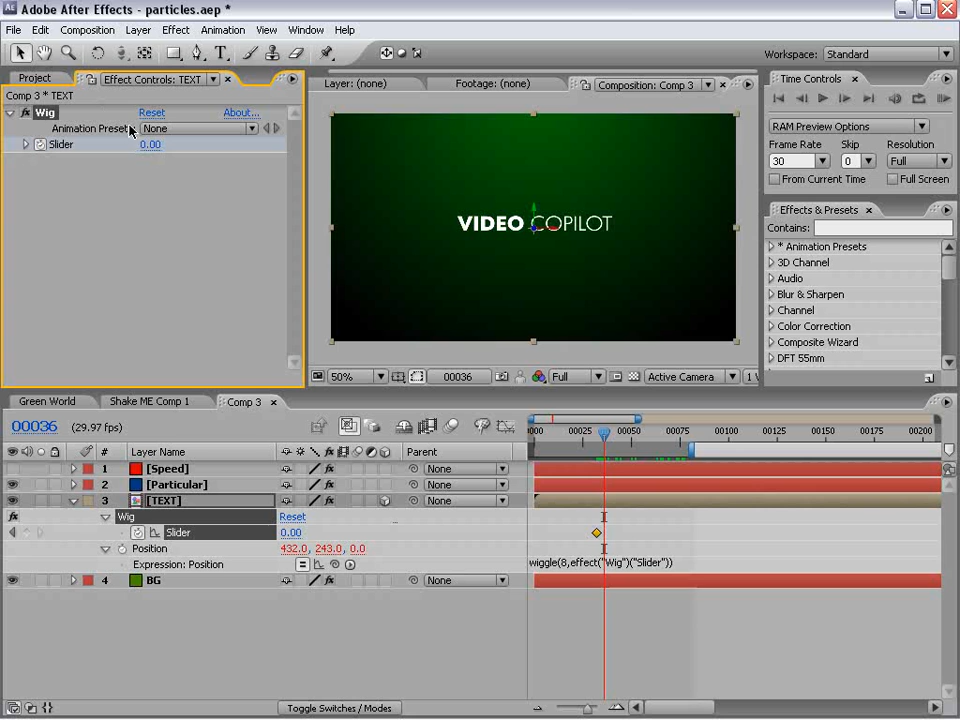 Adobe After Effects - particles.aep *
File Edit Composition Layer Effect Animation View Window Help
Workspace: Standard
Project Effect Controls: TEXT
Comp 3 * TEXT
Wig Reset About...
Animation Presets None
Slider 0.00
Layer: (none) Footage: (none) Composition: Comp 3
VIDEO COPILOT
50% 00036 Full Active Camera 1
Time Controls
RAM Preview Options
Frame Rate Skip Resolution
30 0 Full
From Current Time Full Screen
Effects & Presets
Contains:
* Animation Presets
3D Channel
Audio
Blur & Sharpen
Channel
Color Correction
Composite Wizard
DFT 55mm
Green World Shake ME Comp 1 Comp 3
00036 (29.97 fps)
000 00025 00050 00075 00100 00125 00150 00175 00200
# Layer Name Parent
1 [Speed] None
2 [Particular] None
3 [TEXT] None
Wig Reset
Slider 0.00
Position 432.0, 243.0, 0.0
Expression: Position wiggle(8,effect("Wig")("Slider"))
4 BG None
Toggle Switches / Modes